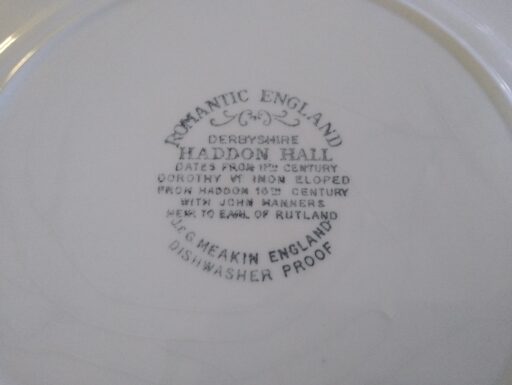 ROMANTIC ENGLAND
DERBYSHIRE
HADDON HALL
DATES FROM 11TH CENTURY
DOROTHY VERNON ELOPED
FROM HADDON 16TH CENTURY
WITH JOHN MANNERS
HEIR TO EARL OF RUTLAND
J & G MEAKIN ENGLAND
DISHWASHER PROOF